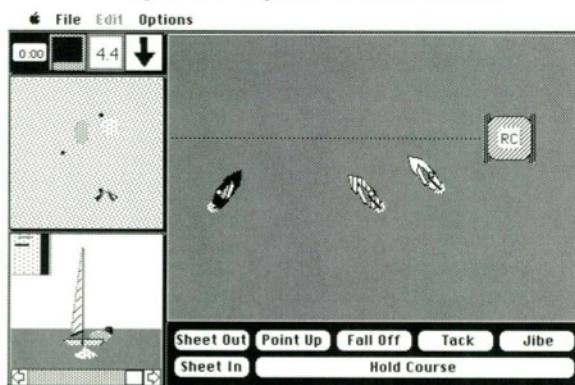 File Edit Options
0:00 4.4
RC
Sheet Out Point Up Fall Off Tack Jibe
Sheet In Hold Course